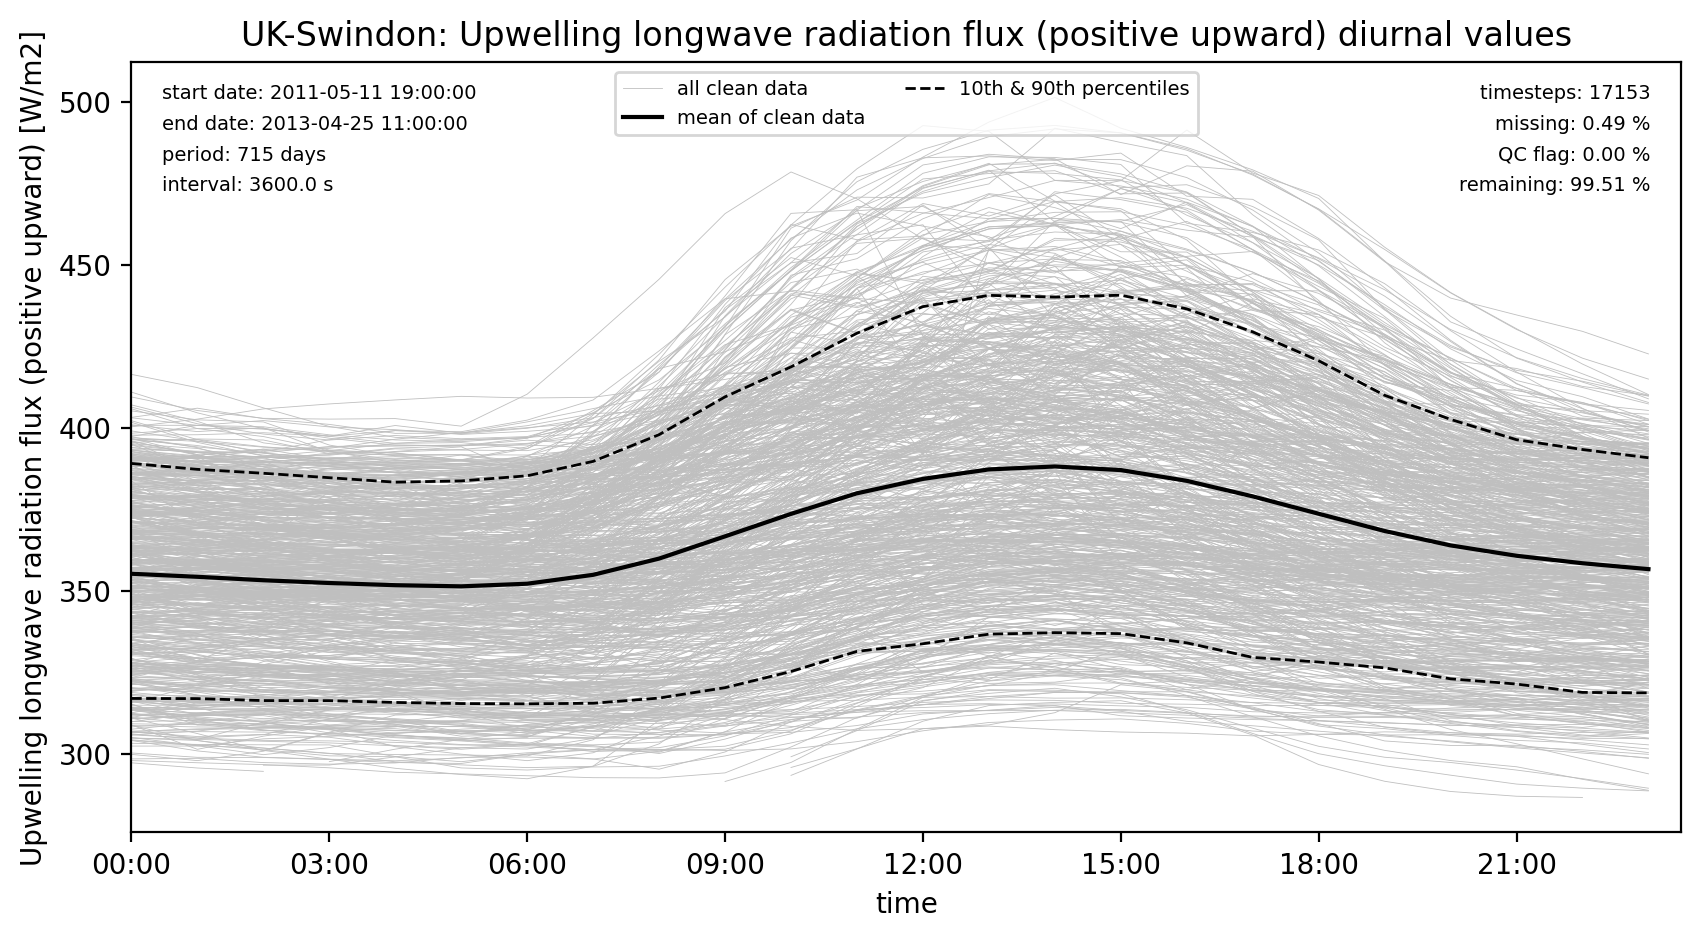 UK-Swindon: Upwelling longwave radiation flux (positive upward) diurnal values
Upwelling longwave radiation flux (positive upward) [W/m2]
start date: 2011-05-11 19:00:00
end date: 2013-04-25 11:00:00
period: 715 days
interval: 3600.0 s
all clean data
mean of clean data
10th & 90th percentiles
timesteps: 17153
missing: 0.49 %
QC flag: 0.00 %
remaining: 99.51 %
500
450
400
350
300
00:00 03:00 06:00 09:00 12:00 15:00 18:00 21:00
time